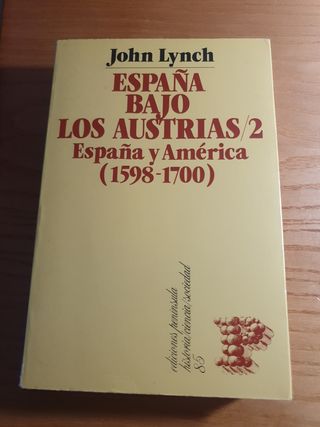 John Lynch
ESPAÑA
BAJO
LOS AUSTRIAS/2
España y América
(1598-1700)
ediciones península
historia/ciencia/sociedad
85